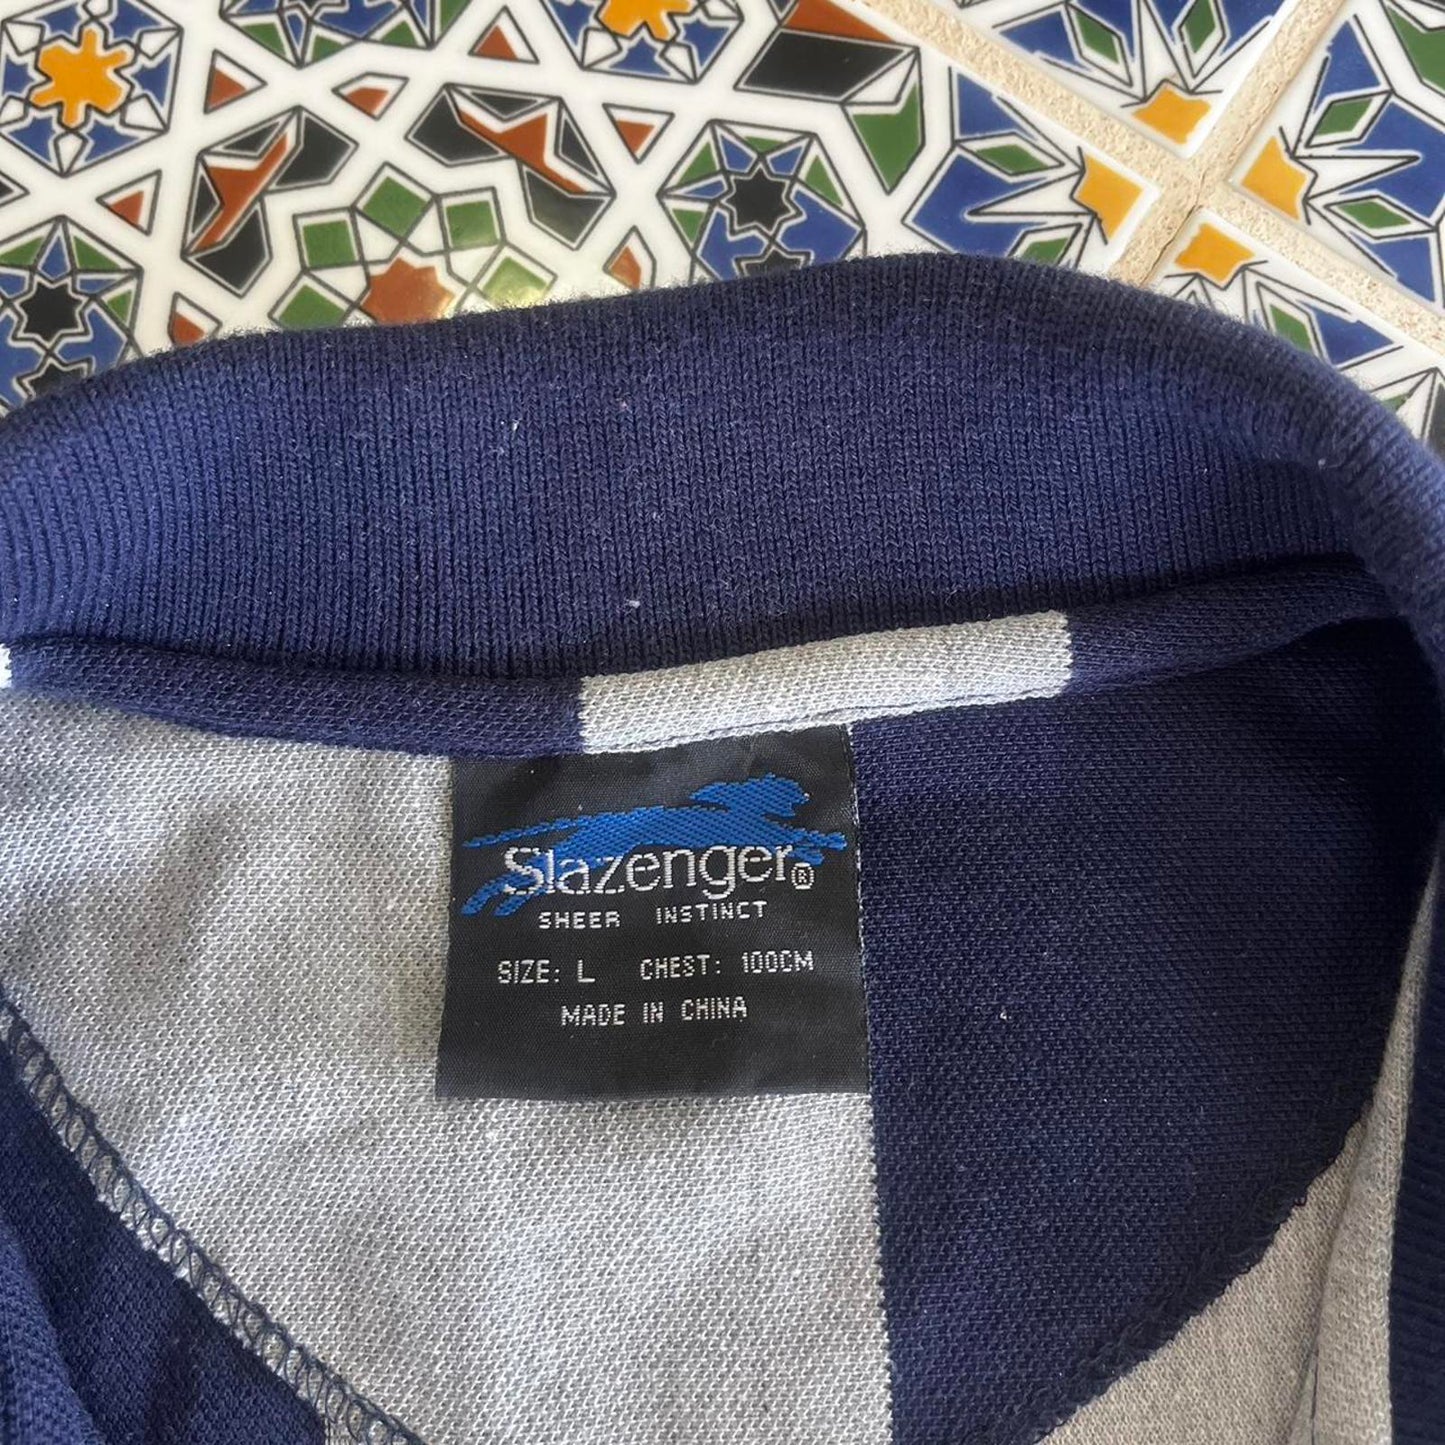 Slazenger®
SHEER INSTINCT
SIZE: L CHEST: 100CM
MADE IN CHINA